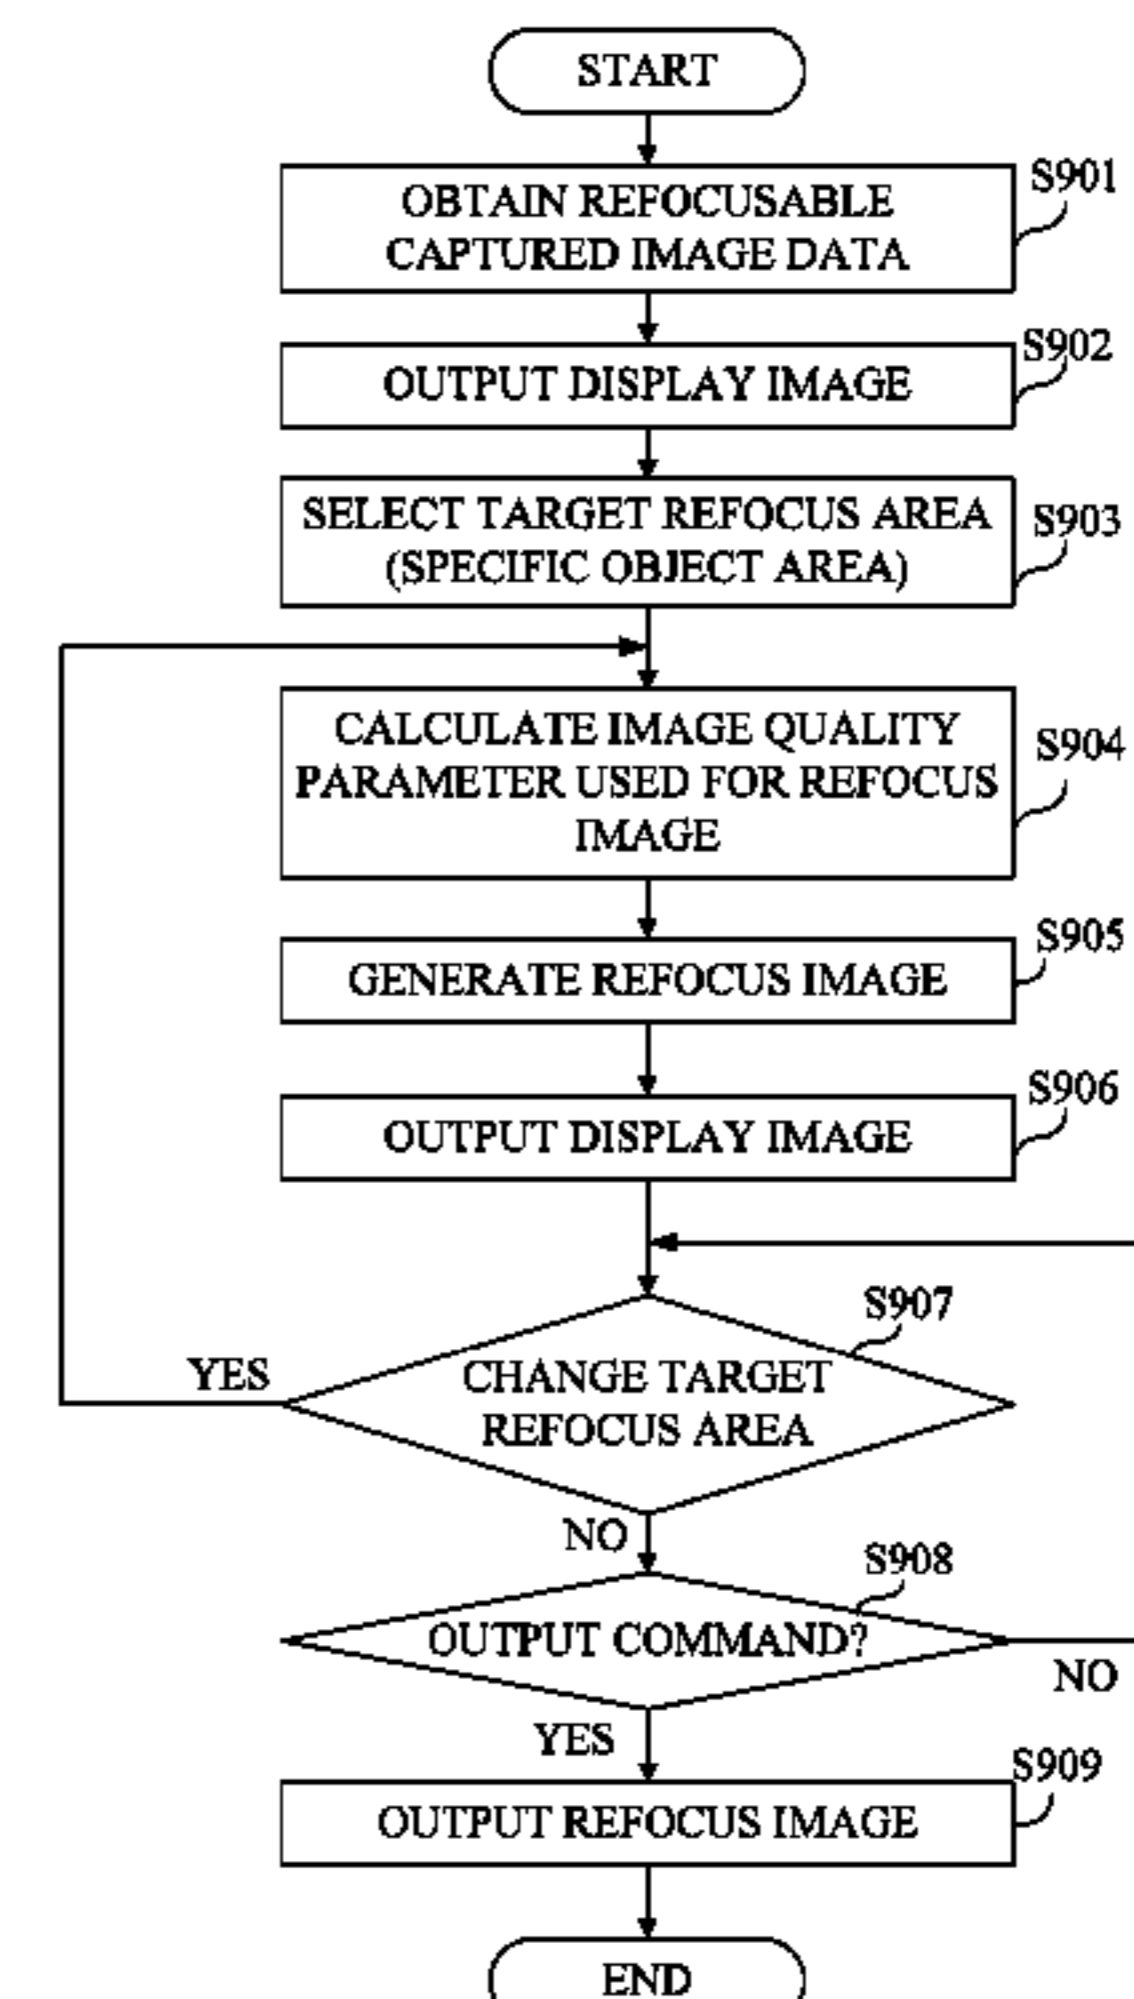 START
S901
OBTAIN REFOCUSABLE
CAPTURED IMAGE DATA
S902
OUTPUT DISPLAY IMAGE
SELECT TARGET REFOCUS AREA
S903
(SPECIFIC OBJECT AREA)
CALCULATE IMAGE QUALITY
S904
PARAMETER USED FOR REFOCUS
IMAGE
S905
GENERATE REFOCUS IMAGE
S906
OUTPUT DISPLAY IMAGE
S907
YES
CHANGE TARGET
REFOCUS AREA
NO
S908
OUTPUT COMMAND?
NO
YES
S909
OUTPUT REFOCUS IMAGE
END